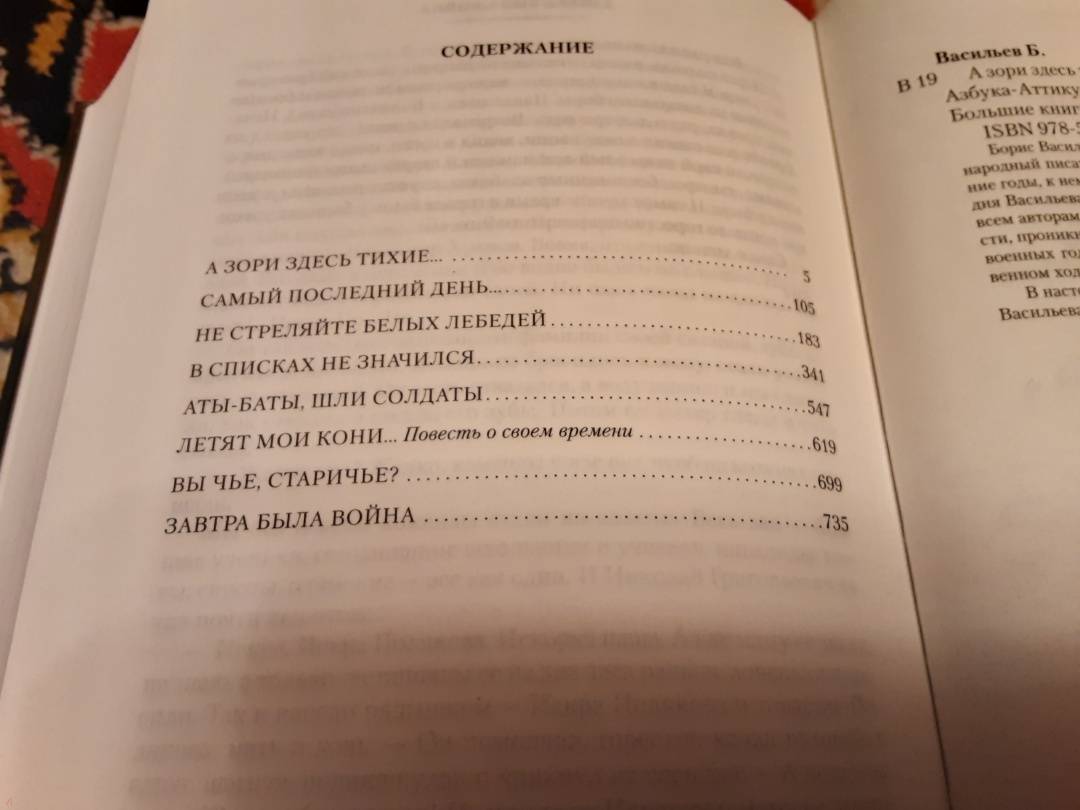 СОДЕРЖАНИЕ
А ЗОРИ ЗДЕСЬ ТИХИЕ... 5
САМЫЙ ПОСЛЕДНИЙ ДЕНЬ... 105
НЕ СТРЕЛЯЙТЕ БЕЛЫХ ЛЕБЕДЕЙ 183
В СПИСКАХ НЕ ЗНАЧИЛСЯ 341
АТЫ-БАТЫ, ШЛИ СОЛДАТЫ 547
ЛЕТЯТ МОИ КОНИ... Повесть о своем времени 619
ВЫ ЧЬЕ, СТАРИЧЬЕ? 699
ЗАВТРА БЫЛА ВОЙНА 735
Васильев Б.
В 19 А зори здесь
Азбука-Аттику
Большие книг
ISBN 978-5
Борис Васил
народный писат
ние годы, к нем
дня Васильева
всем авторам,
сти, проникн
военных год
венном ход
В насте
Васильева